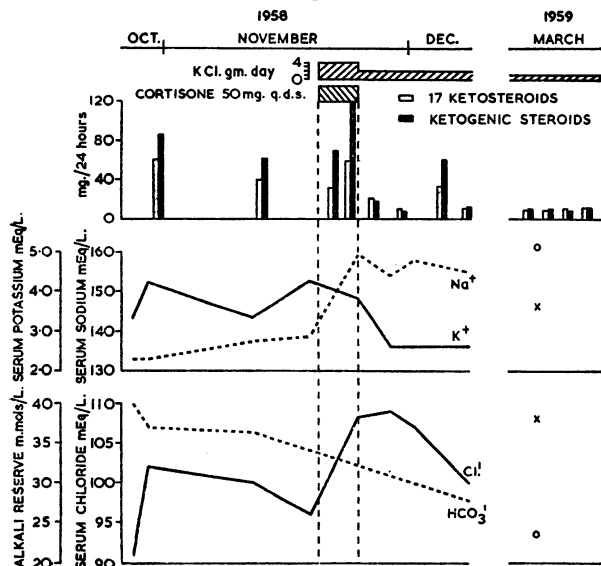 1958 1959
OCT. NOVEMBER DEC. MARCH
K Cl. gm. day 4 0
CORTISONE 50 mg. q.d.s.
17 KETOSTEROIDS
KETOGENIC STEROIDS
mg./24 hours
120
80
40
0
SERUM POTASSIUM mEq/L.
5·0
4·0
3·0
2·0
SERUM SODIUM mEq/L.
160
150
140
130
Na+
K+
o
x
ALKALI RESERVE m.mols/L.
40
35
30
25
20
SERUM CHLORIDE mEq/L.
110
105
100
95
90
Cl.'
HCO3'
x
o